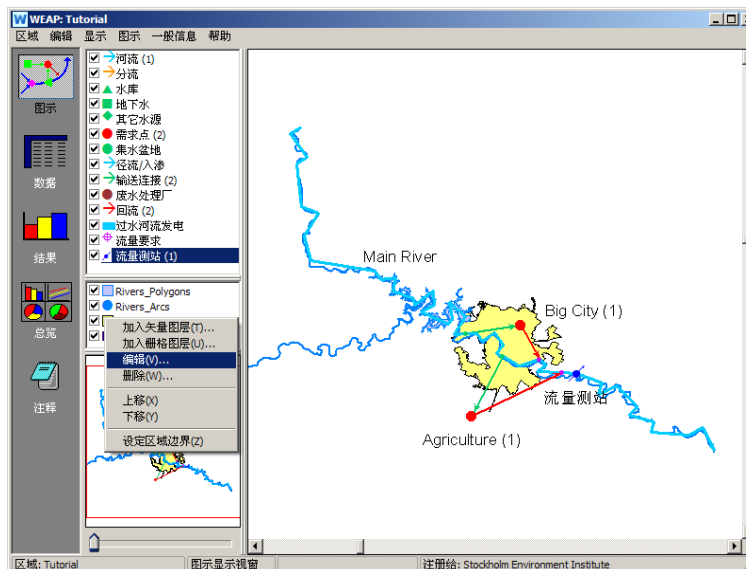 WEAP: Tutorial
区域 编辑 显示 图示 一般信息 帮助
图示
数据
结果
总览
注释
河流 (1)
分流
水库
地下水
其它水源
需求点 (2)
集水盆地
径流/入渗
输送连接 (2)
废水处理厂
回流 (2)
过水河流发电
流量要求
流量测站 (1)
Rivers_Polygons
Rivers_Arcs
加入矢量图层(T)...
加入栅格图层(U)...
编辑(V)...
删除(W)...
上移(X)
下移(Y)
设定区域边界(Z)
Main River
Big City (1)
流量测站
Agriculture (1)
区域: Tutorial
图示显示视窗
注册给: Stockholm Environment Institute